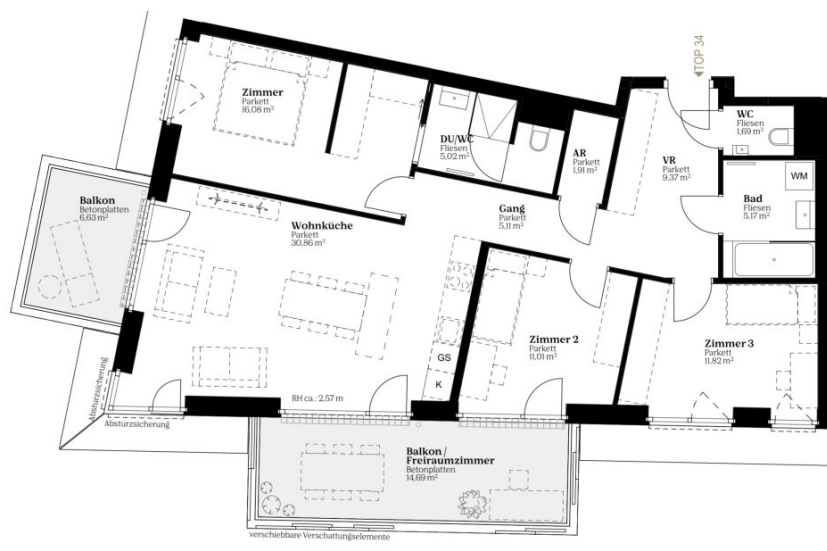 TOP 34
Zimmer
Parkett
16,08 m²
DU/WC
Fliesen
5,02 m²
AR
Parkett
1,91 m²
WC
Fliesen
1,69 m²
VR
Parkett
9,37 m²
WM
Bad
Fliesen
5,17 m²
Balkon
Betonplatten
6,63 m²
Wohnküche
Parkett
30,86 m²
Gang
Parkett
5,11 m²
Zimmer 2
Parkett
11,01 m²
Zimmer 3
Parkett
11,82 m²
GS
K
RH ca.: 2,57 m
Absturzsicherung
Absturzsicherung
Balkon /
Freiraumzimmer
Betonplatten
14,69 m²
verschiebbare Verschattungselemente